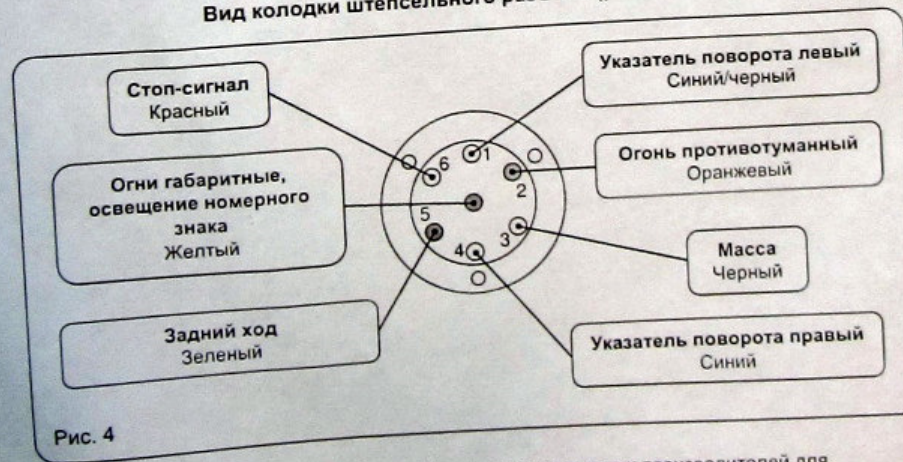 Вид колодки штепсельного
Стоп-сигнал
Красный
Указатель поворота левый
Синий/черный
Огни габаритные,
освещение номерного
знака
Желтый
Огонь противотуманный
Оранжевый
6
1
2
5
4
3
Масса
Черный
Задний ход
Зеленый
Указатель поворота правый
Синий
Рис. 4
для